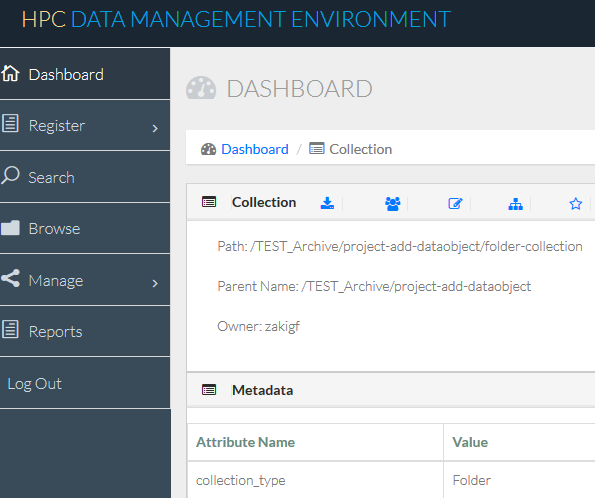 HPC DATA MANAGEMENT ENVIRONMENT
Dashboard
Register
Search
Browse
Manage
Reports
Log Out
DASHBOARD
Dashboard / Collection
Collection
Path: /TEST_Archive/project-add-dataobject/folder-collection
Parent Name: /TEST_Archive/project-add-dataobject
Owner: zakigf
Metadata
Attribute Name Value
collection_type Folder